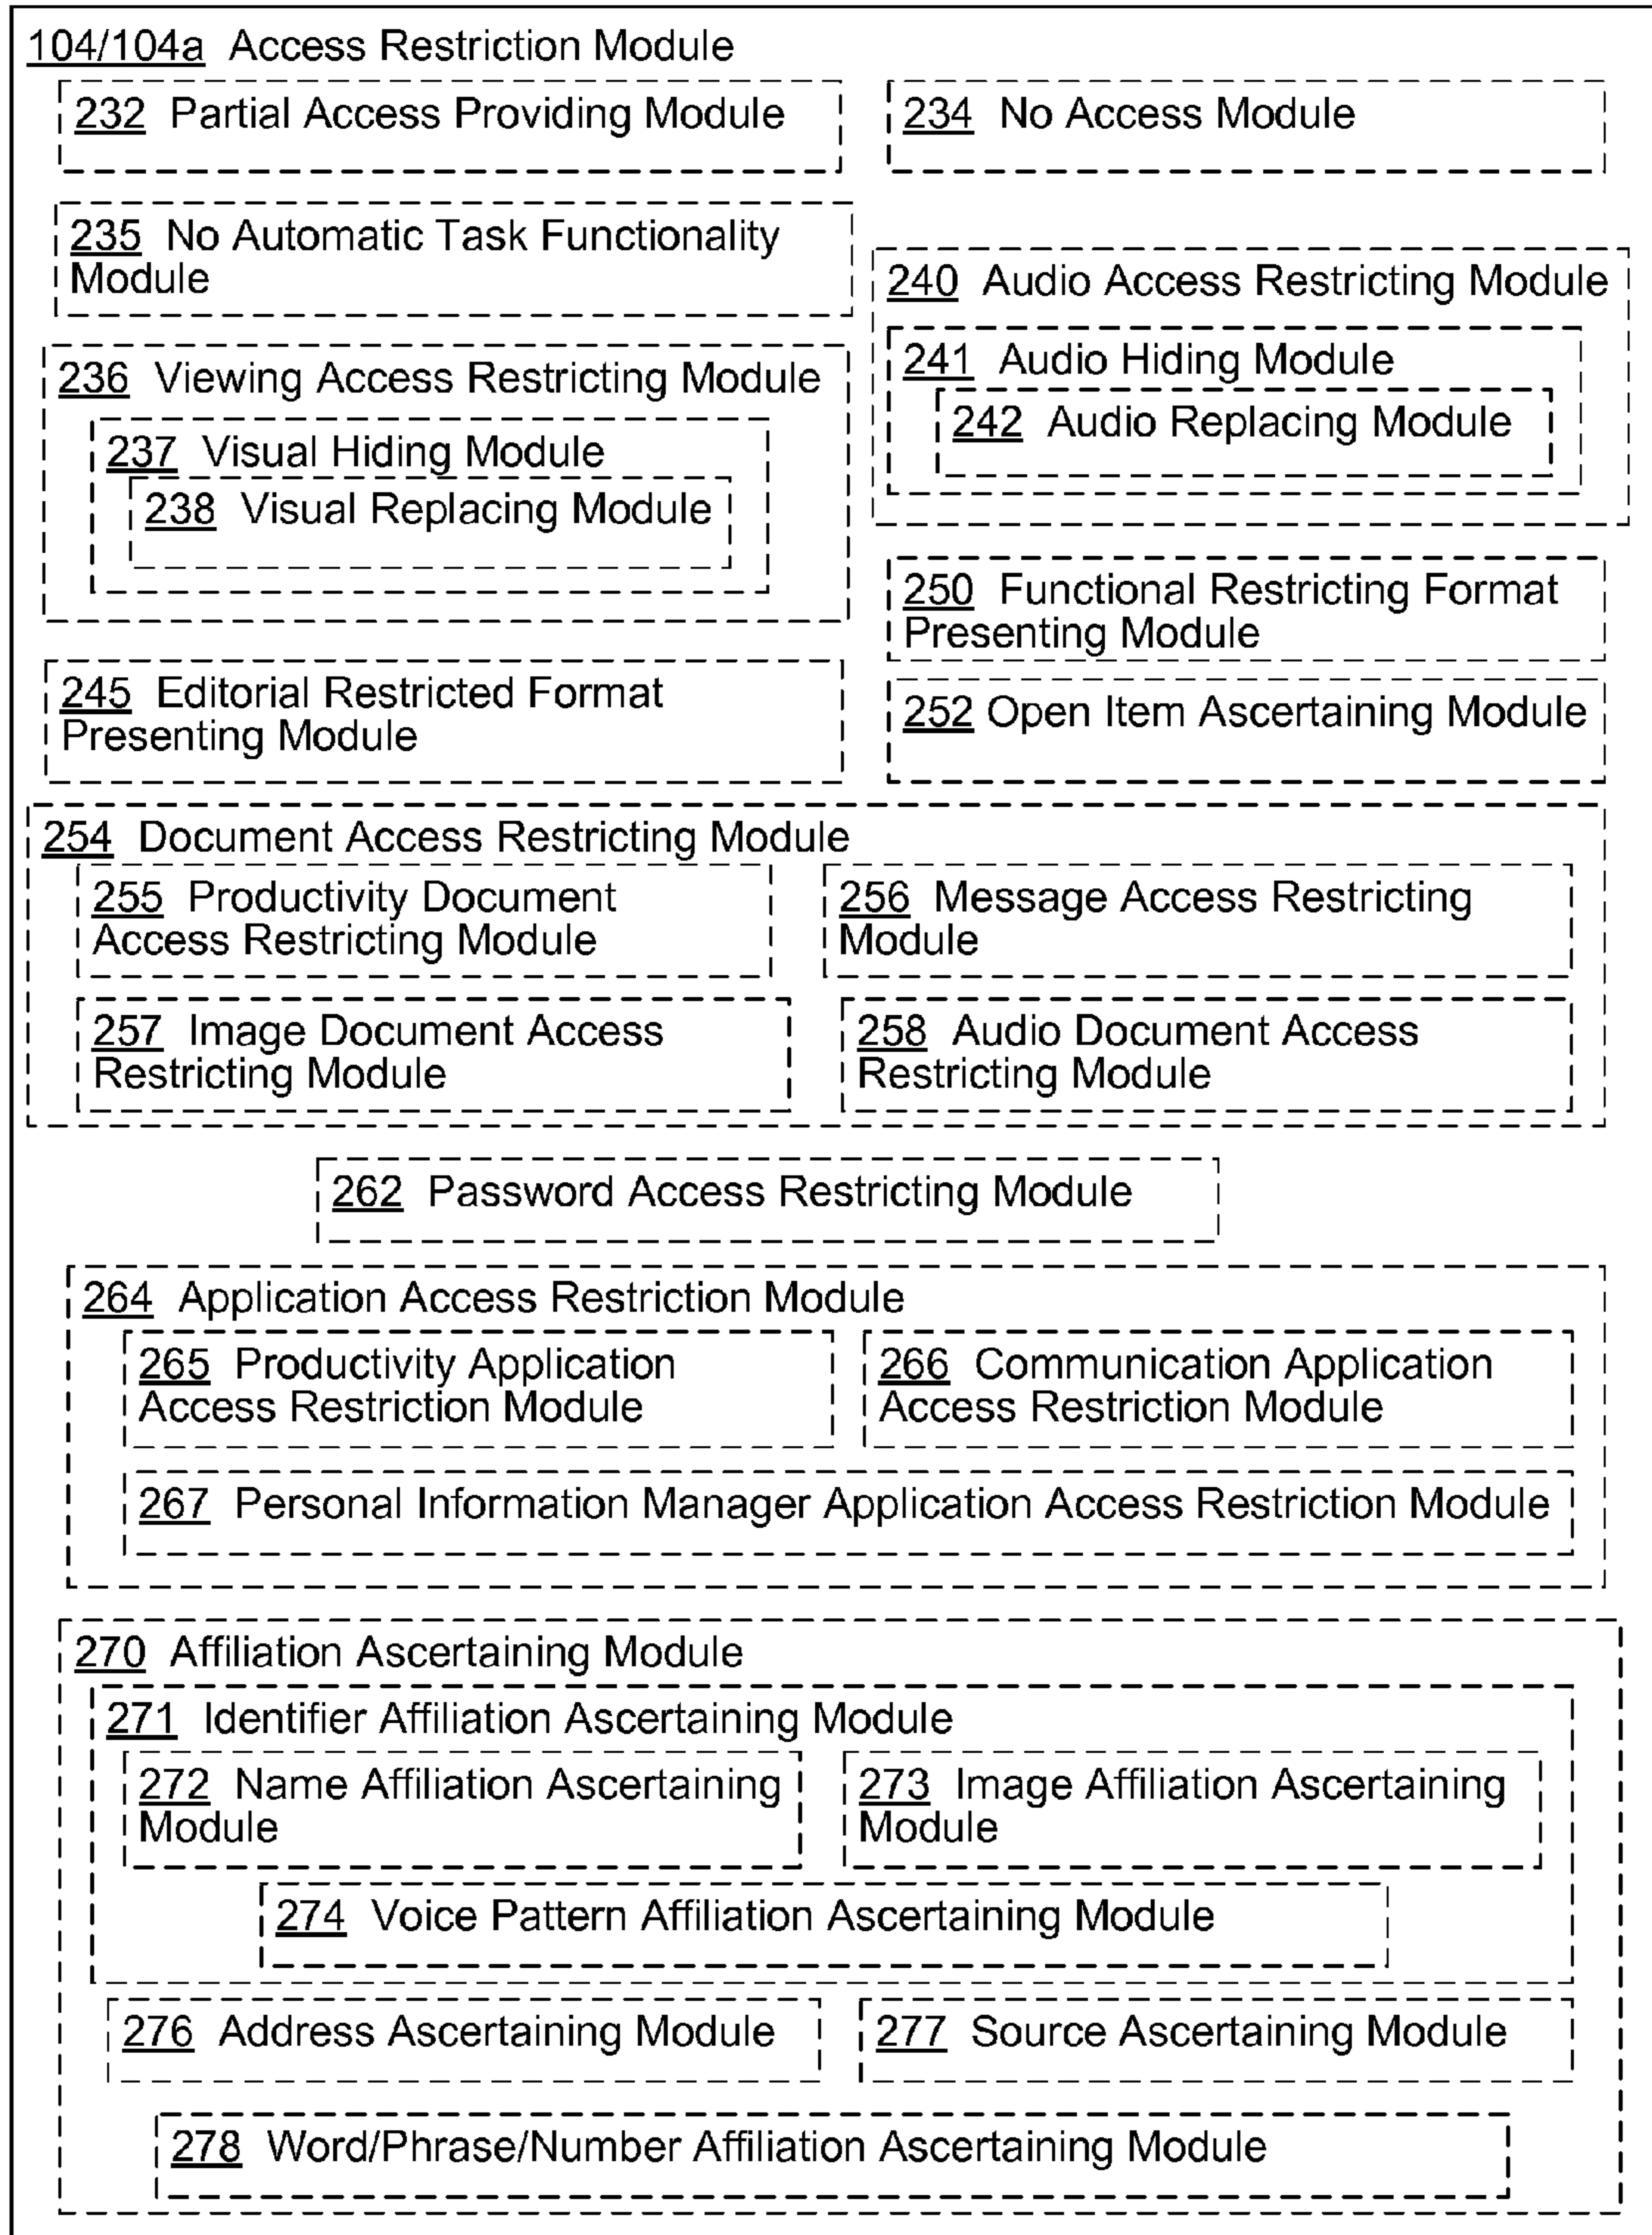 104/104a Access Restriction Module
232 Partial Access Providing Module
234 No Access Module
235 No Automatic Task Functionality
Module
240 Audio Access Restricting Module
241 Audio Hiding Module
242 Audio Replacing Module
236 Viewing Access Restricting Module
237 Visual Hiding Module
238 Visual Replacing Module
250 Functional Restricting Format
Presenting Module
245 Editorial Restricted Format
Presenting Module
252 Open Item Ascertaining Module
254 Document Access Restricting Module
255 Productivity Document
Access Restricting Module
256 Message Access Restricting
Module
257 Image Document Access
Restricting Module
258 Audio Document Access
Restricting Module
262 Password Access Restricting Module
264 Application Access Restriction Module
265 Productivity Application
Access Restriction Module
266 Communication Application
Access Restriction Module
267 Personal Information Manager Application Access Restriction Module
270 Affiliation Ascertaining Module
271 Identifier Affiliation Ascertaining Module
272 Name Affiliation Ascertaining
Module
273 Image Affiliation Ascertaining
Module
274 Voice Pattern Affiliation Ascertaining Module
276 Address Ascertaining Module
277 Source Ascertaining Module
278 Word/Phrase/Number Affiliation Ascertaining Module